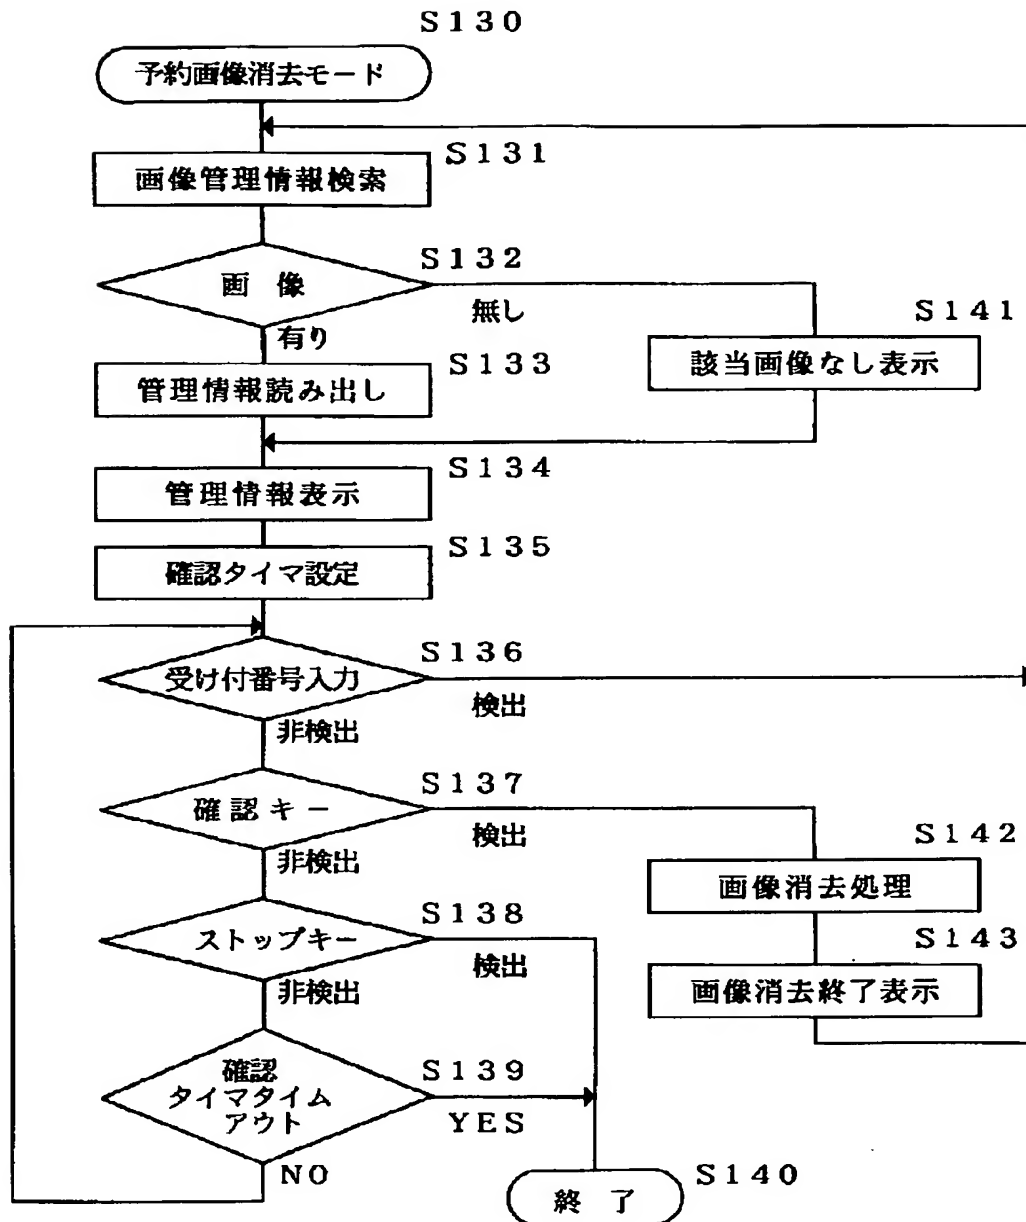 S130
予約画像消去モード
S131
画像管理情報検索
S132
画像
無し
有り
S141
該当画像なし表示
S133
管理情報読み出し
S134
管理情報表示
S135
確認タイマ設定
S136
受け付番号入力
検出
非検出
S137
確認キー
検出
非検出
S142
画像消去処理
S138
ストップキー
検出
非検出
S143
画像消去終了表示
S139
確認
タイマタイム
アウト
YES
NO
S140
終了